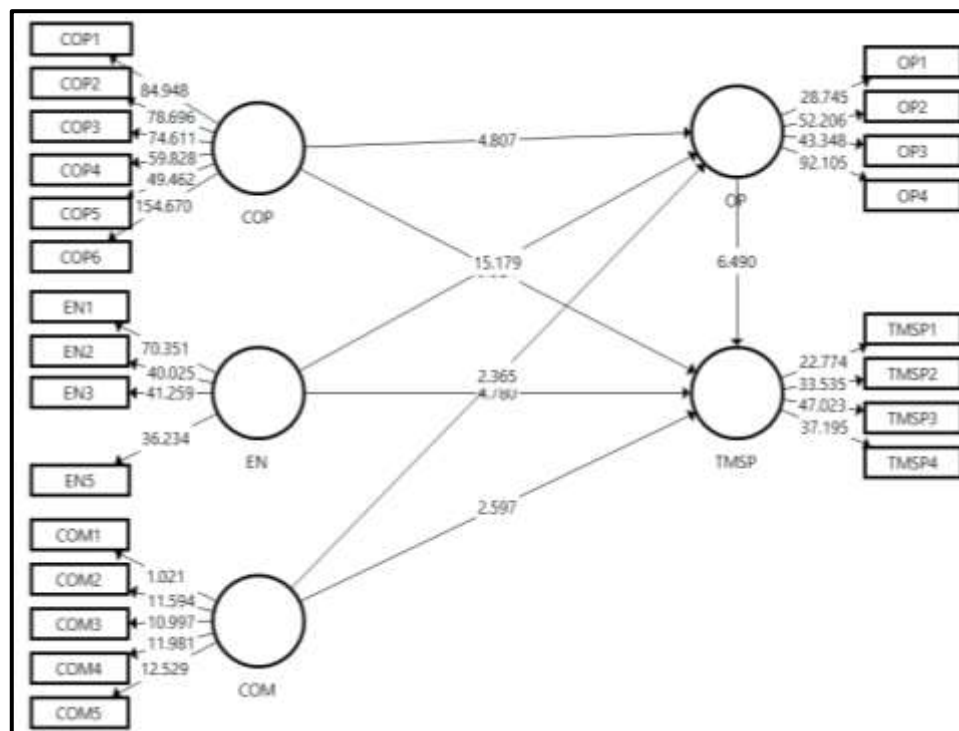 COP1
COP2
COP3
COP4
COP5
COP6
84.948
78.696
74.611
59.828
49.462
154.670
COP
EN1
EN2
EN3
EN5
70.351
40.025
41.259
36.234
EN
COM1
COM2
COM3
COM4
COM5
1.021
11.594
10.997
11.981
12.529
COM
4.807
15.179
2.365
4.780
2.597
6.490
OP
28.745
52.206
43.348
92.105
OP1
OP2
OP3
OP4
TMSP
22.774
33.535
47.023
37.195
TMSP1
TMSP2
TMSP3
TMSP4